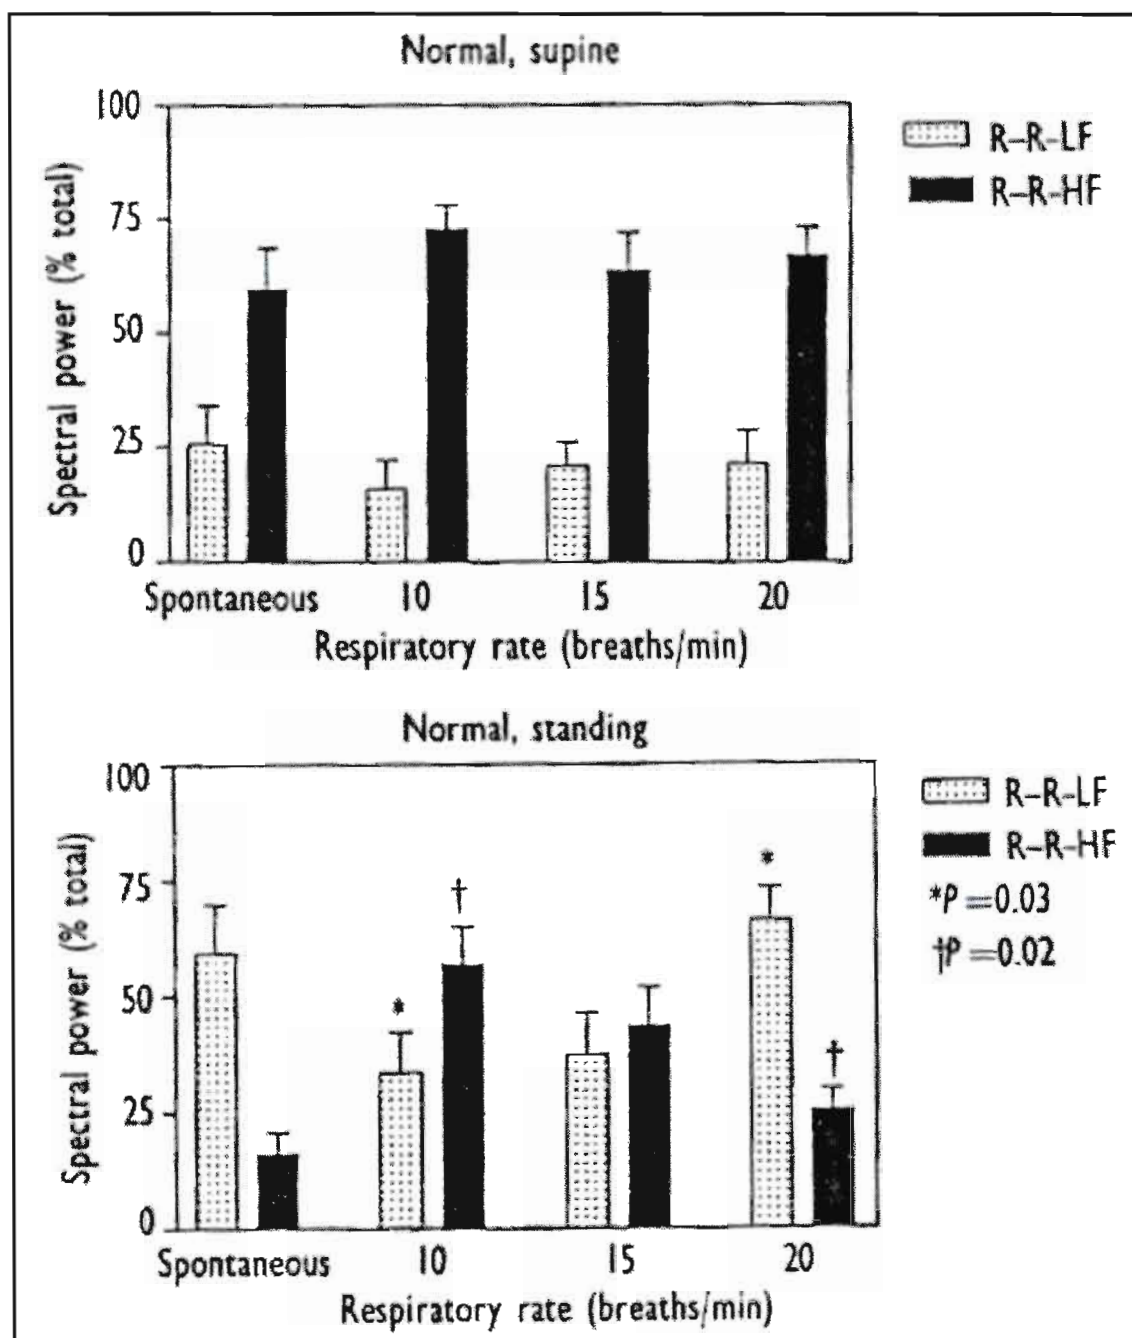 Normal, supine
100
75
50
25
0
Spectral power (% total)
R–R-LF
R–R-HF
Spontaneous 10 15 20
Respiratory rate (breaths/min)
Normal, standing
100
75
50
25
0
Spectral power (% total)
* † * †
R–R-LF
R–R-HF
*P=0.03
†P=0.02
Spontaneous 10 15 20
Respiratory rate (breaths/min)